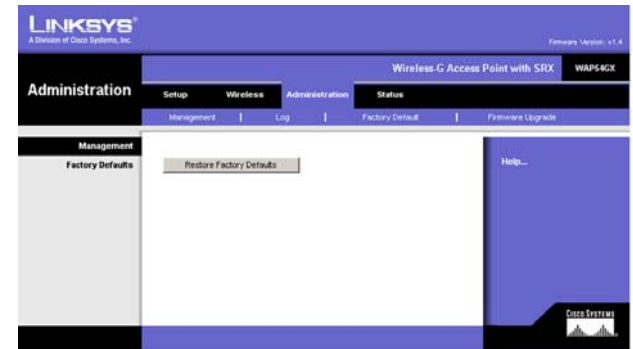 LINKSYS®
A Division of Cisco Systems, Inc.
Firmware Version: v1.4
Wireless-G Access Point with SRX WAP54GX
Administration
Setup Wireless Administration Status
Management | Log | Factory Default | Firmware Upgrade
Management
Factory Defaults
Restore Factory Defaults
Help...
CISCO SYSTEMS